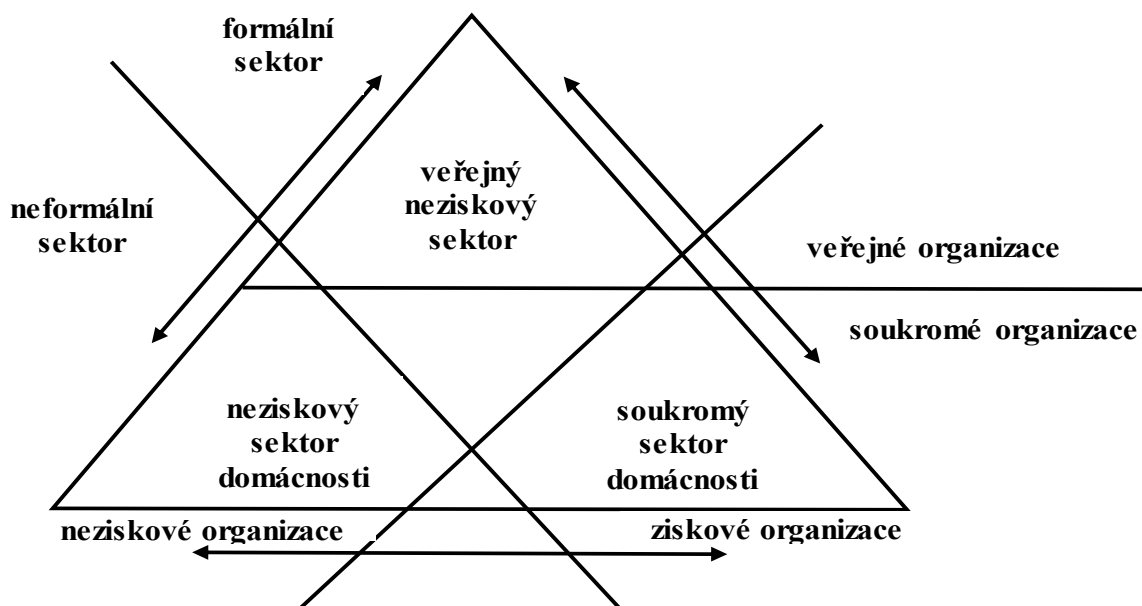 formální
sektor
neformální
sektor
veřejný
neziskový
sektor
veřejné organizace
soukromé organizace
neziskový
sektor
domácnosti
soukromý
sektor
domácnosti
neziskové organizace
ziskové organizace